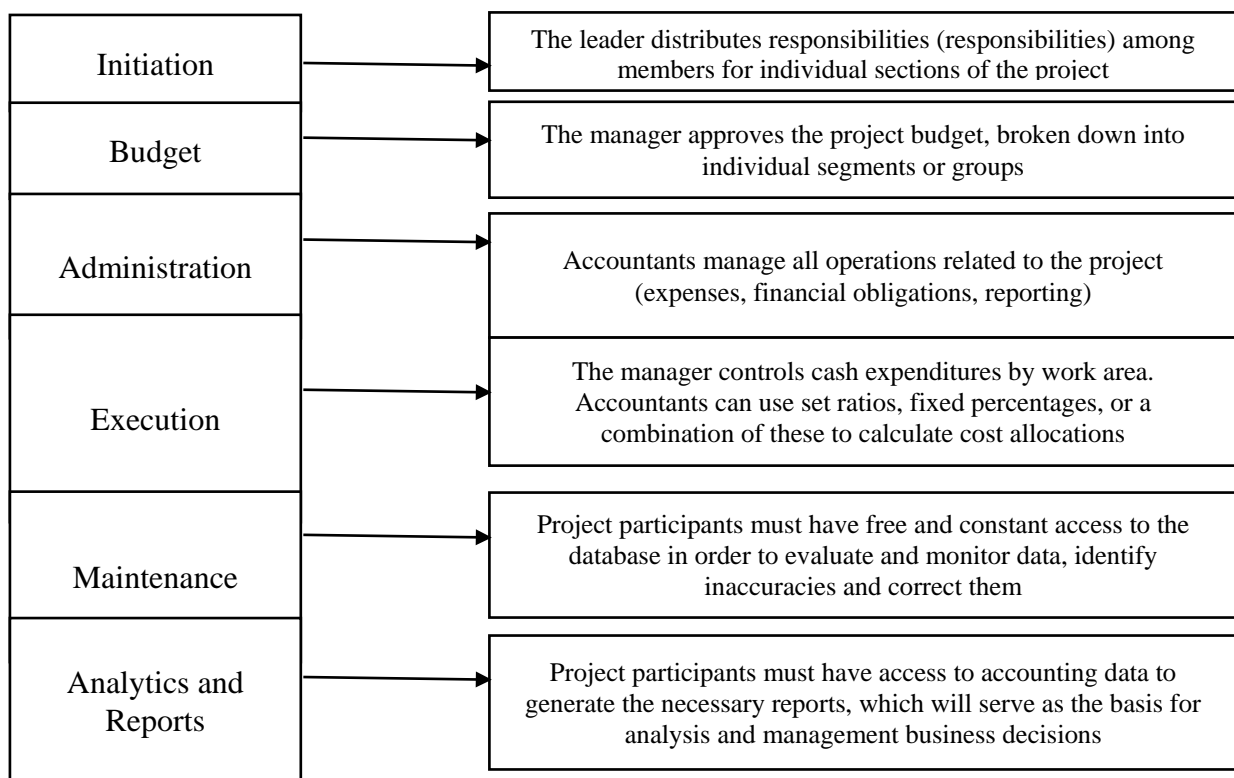 Initiation
The leader distributes responsibilities (responsibilities) among
members for individual sections of the project
Budget
The manager approves the project budget, broken down into
individual segments or groups
Administration
Accountants manage all operations related to the project
(expenses, financial obligations, reporting)
Execution
The manager controls cash expenditures by work area.
Accountants can use set ratios, fixed percentages, or a
combination of these to calculate cost allocations
Maintenance
Project participants must have free and constant access to the
database in order to evaluate and monitor data, identify
inaccuracies and correct them
Analytics and
Reports
Project participants must have access to accounting data to
generate the necessary reports, which will serve as the basis for
analysis and management business decisions